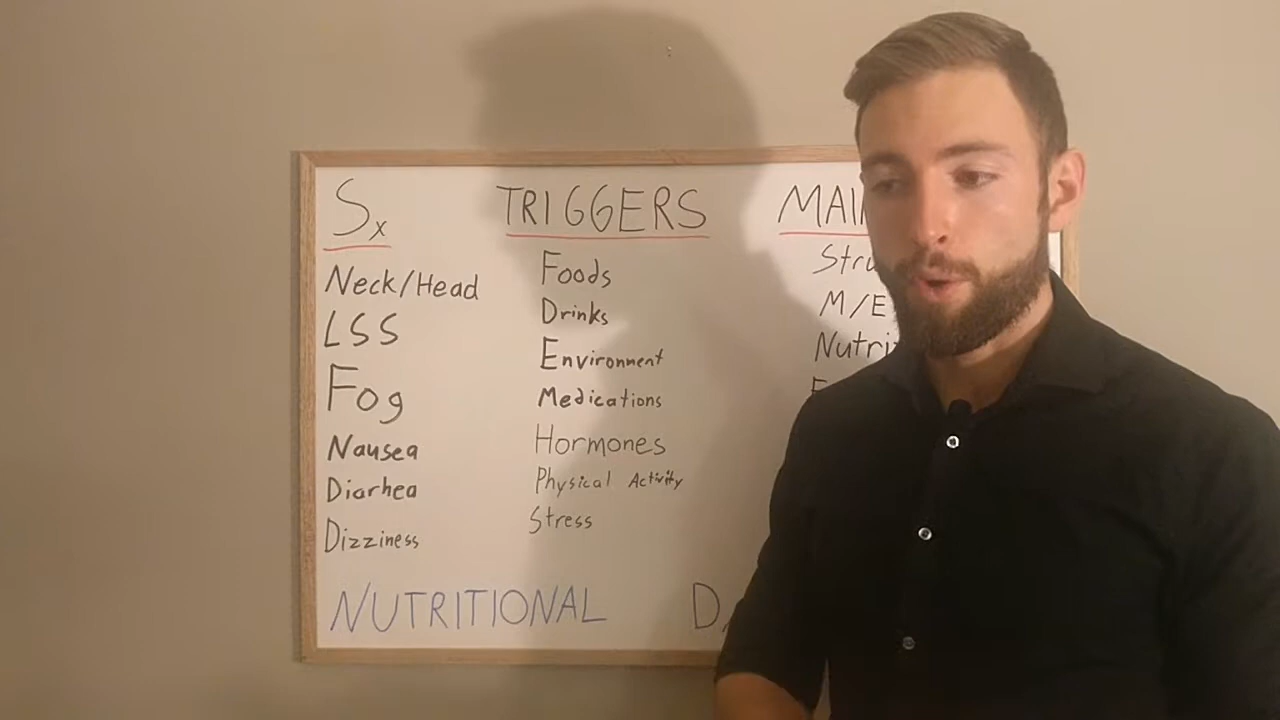 Sx
Neck/Head
LSS
Fog
Nausea
Diarhea
Dizziness
TRIGGERS
Foods
Drinks
Environment
Medications
Hormones
Physical Activity
Stress
M/E
NUTRITIONAL